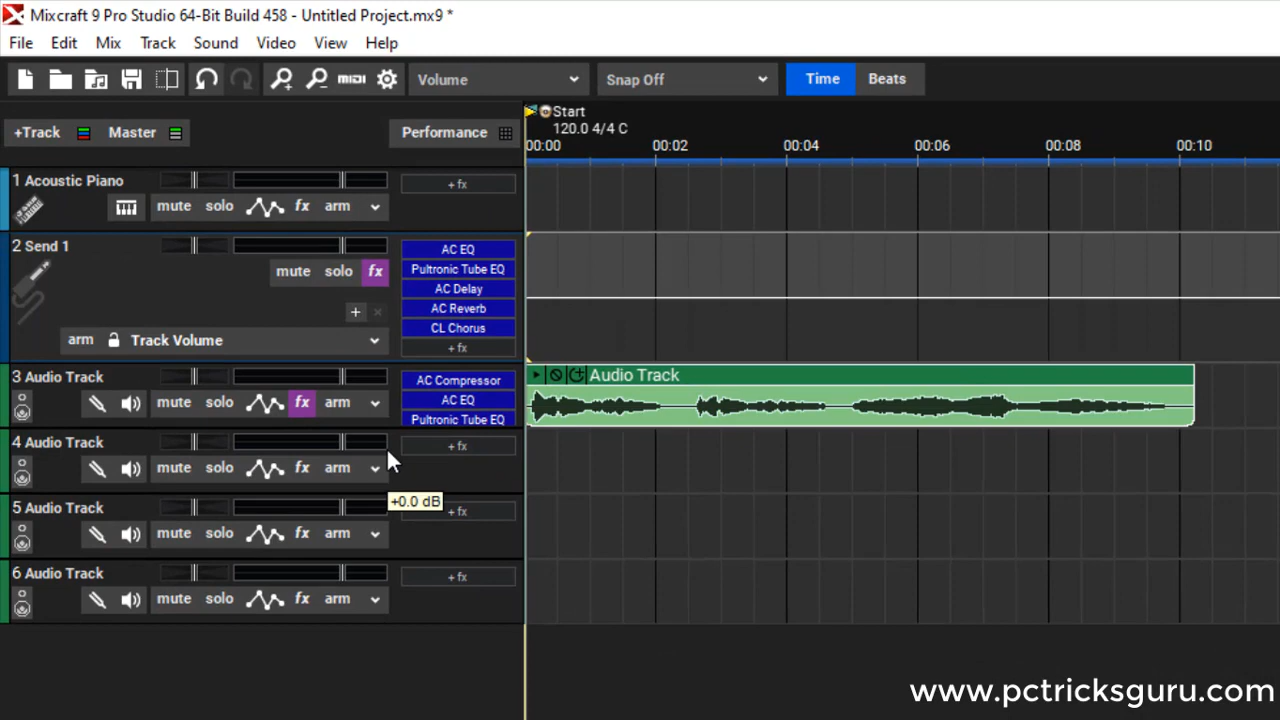 Mixcraft 9 Pro Studio 64-Bit Build 458 - Untitled Project.mx9 *
File Edit Mix Track Sound Video View Help
MIDI Volume Snap Off Time Beats
Start
120.0 4/4 C
+Track Master Performance
00:00 00:02 00:04 00:06 00:08 00:10
1 Acoustic Piano
+ fx
mute solo fx arm
2 Send 1
AC EQ
mute solo fx
Pultronic Tube EQ
AC Delay
AC Reverb
CL Chorus
arm Track Volume
+ fx
3 Audio Track
AC Compressor
mute solo fx arm
AC EQ
Pultronic Tube EQ
Audio Track
4 Audio Track
+ fx
mute solo fx arm
+0.0 dB
5 Audio Track
+ fx
mute solo fx arm
6 Audio Track
+ fx
mute solo fx arm
www.pctricksguru.com